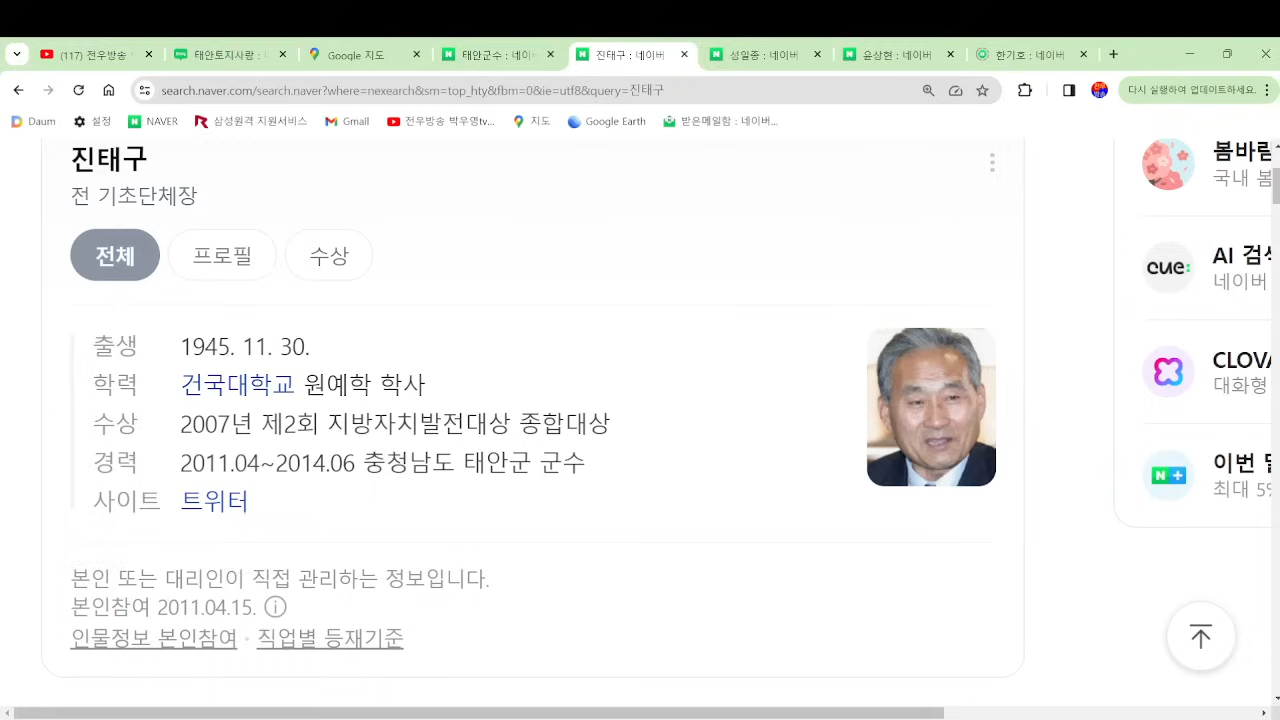 (117) 전우방송
태안토지사랑 : 
Google 지도
태안군수 : 네이
진태구 : 네이버
성일종 : 네이버
윤상현 : 네이버
한기호 : 네이버
search.naver.com/search.naver?where=nexearch&sm=top_hty&fbm=0&ie=utf8&query=진태구
다시 실행하여 업데이트하세요.
Daum 설정 NAVER 삼성원격 지원서비스 Gmail 전우방송 박우영tv... 지도 Google Earth 받은메일함 : 네이버...
진태구
전 기초단체장
전체 프로필 수상
출생 1945. 11. 30.
학력 건국대학교 원예학 학사
수상 2007년 제2회 지방자치발전대상 종합대상
경력 2011.04~2014.06 충청남도 태안군 군수
사이트 트위터
본인 또는 대리인이 직접 관리하는 정보입니다.
본인참여 2011.04.15.
인물정보 본인참여 · 직업별 등재기준
봄바람
국내 봄
cue:
AI 검색
네이버
CLOVA
대화형
N+
이번 달
최대 5%